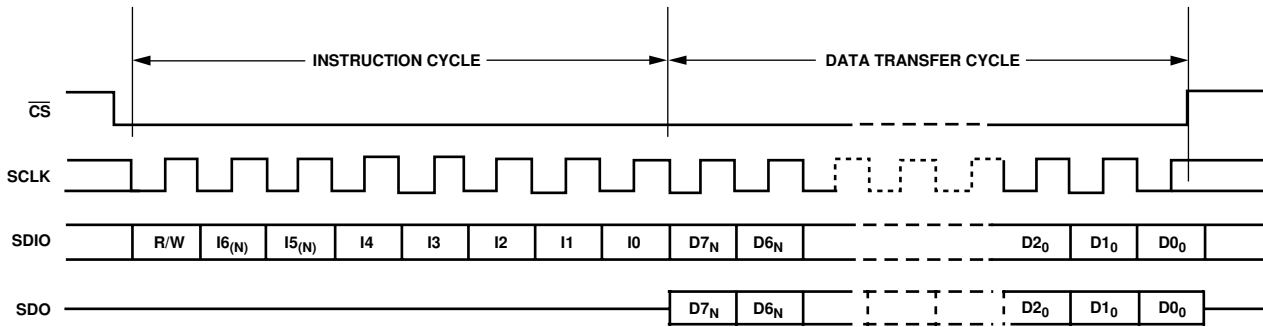 INSTRUCTION CYCLE DATA TRANSFER CYCLE
CS
SCLK
SDIO R/W I6(N) I5(N) I4 I3 I2 I1 I0 D7N D6N D20 D10 D00
SDO D7N D6N D20 D10 D00